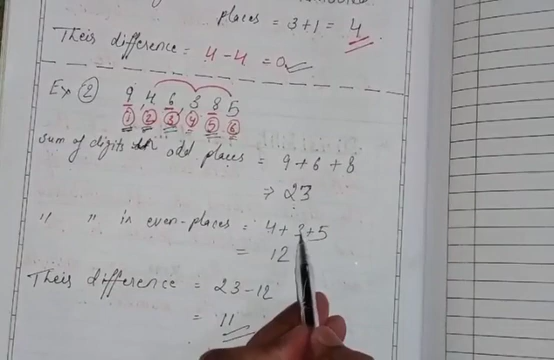 places = 3+1 = 4
Their difference = 4-4 = 0
Ex 2
9,4 6,3,8 5
1 2 3 4 5 6
Sum of digits in odd places = 9+6+8
⇒ 23
" " in even-places = 4+3+5
= 12
Their difference = 23-12
= 11